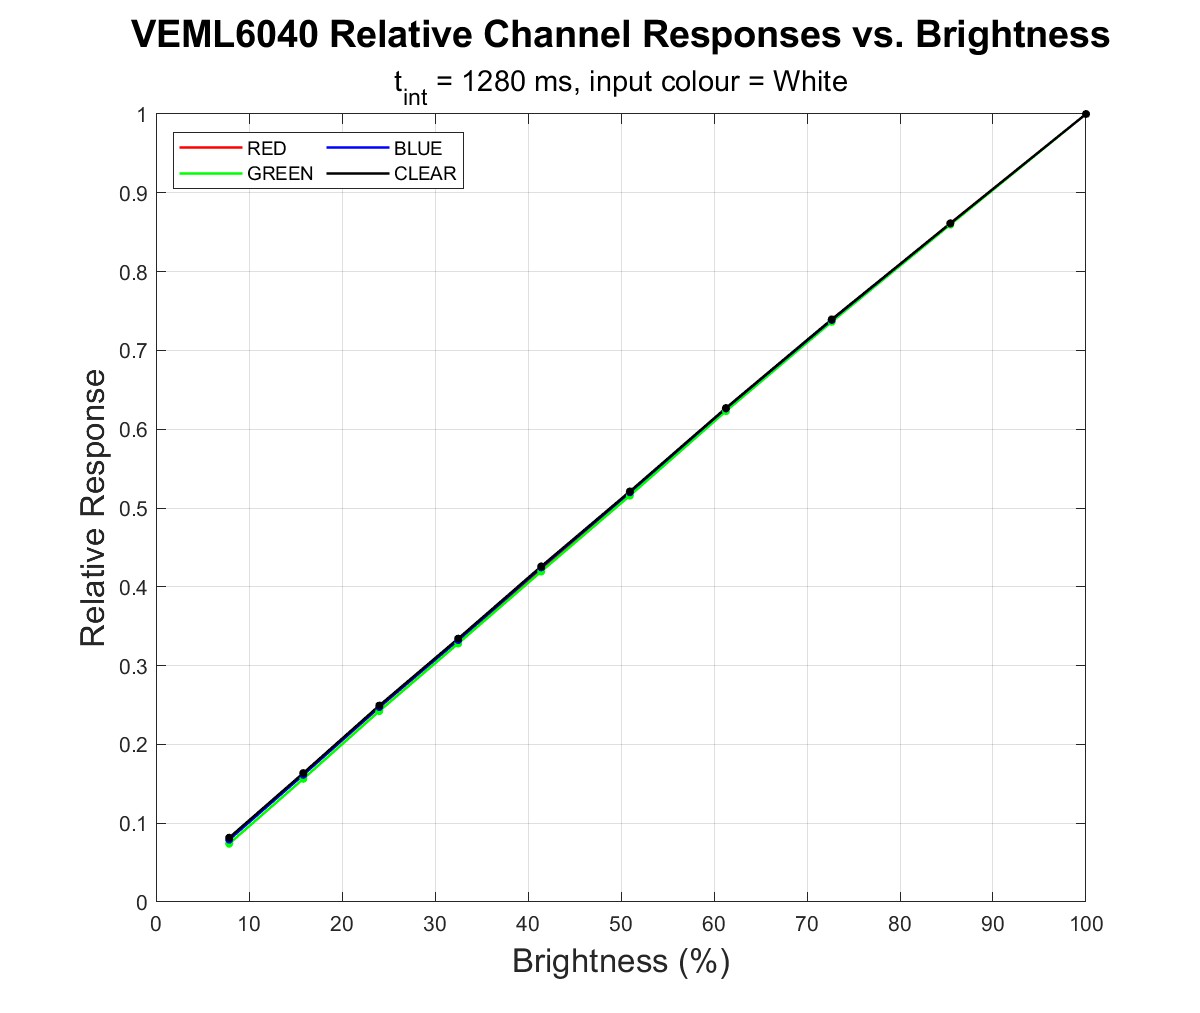 VEML6040 Relative Channel Responses vs. Brightness
t_int = 1280 ms, input colour = White
RED BLUE
GREEN CLEAR
1
0.9
0.8
0.7
0.6
0.5
0.4
0.3
0.2
0.1
0
Relative Response
0 10 20 30 40 50 60 70 80 90 100
Brightness (%)